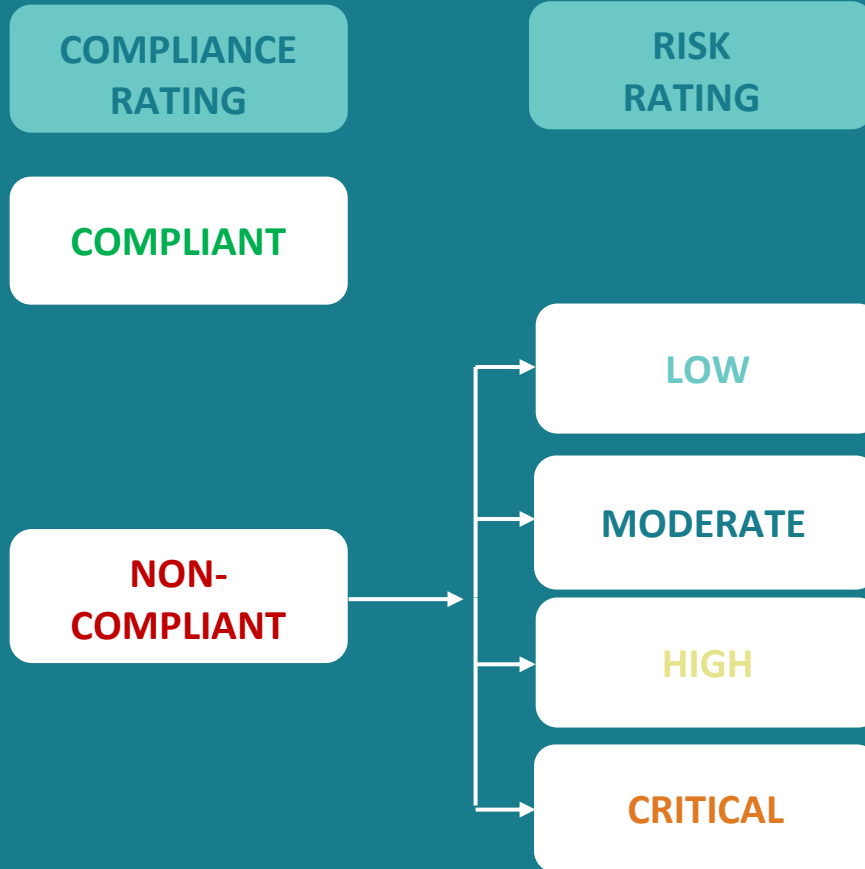 COMPLIANCE
RATING
RISK
RATING
COMPLIANT
LOW
MODERATE
NON-
COMPLIANT
HIGH
CRITICAL